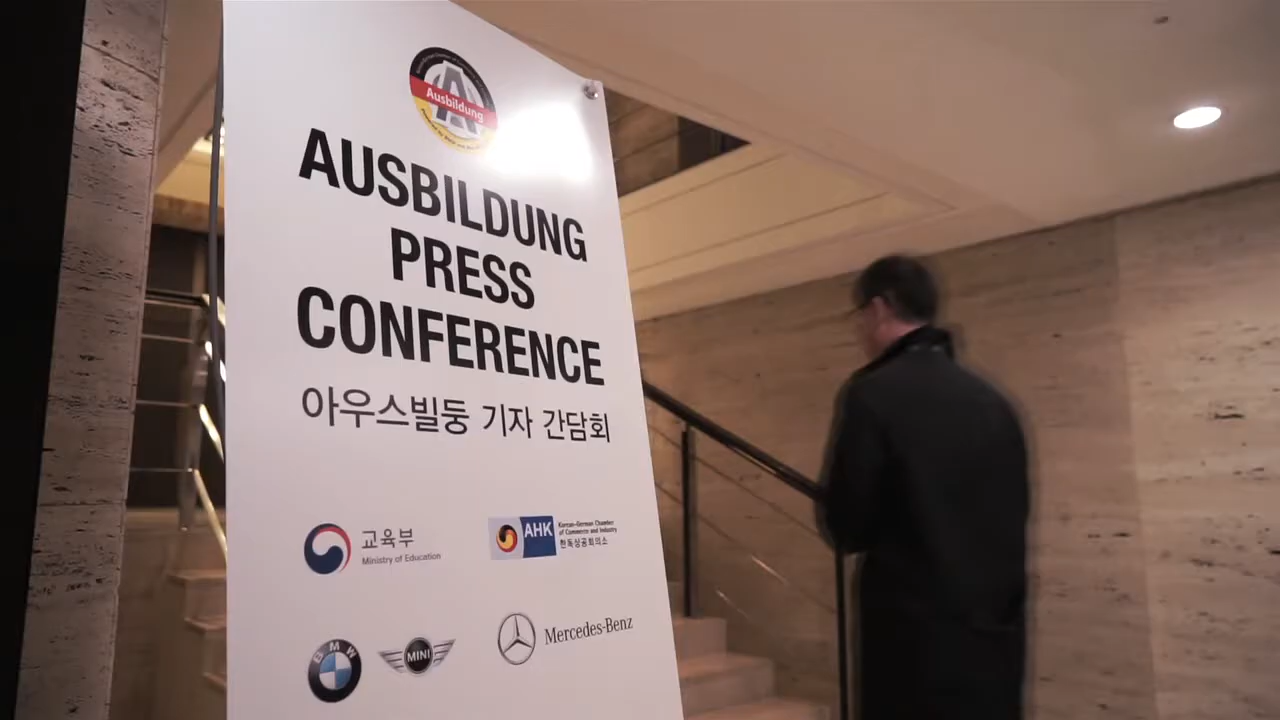 Ausbildung
AUSBILDUNG
PRESS
CONFERENCE
아우스빌둥 기자 간담회
교육부
Ministry of Education
AHK
Korean-German Chamber
of Commerce and Industry
한독상공회의소
BMW
MINI
Mercedes-Benz